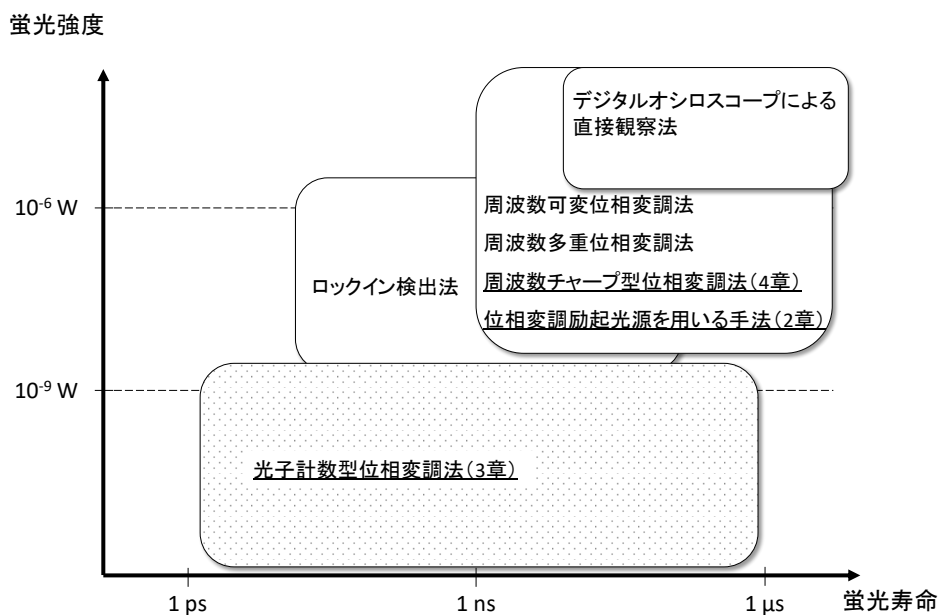 蛍光強度
デジタルオシロスコープによる
直接観察法
10-6 W
周波数可変位相変調法
周波数多重位相変調法
ロックイン検出法
周波数チャープ型位相変調法(4章)
位相変調励起光源を用いる手法(2章)
10-9 W
光子計数型位相変調法(3章)
1 ps
1 ns
1 μs
蛍光寿命